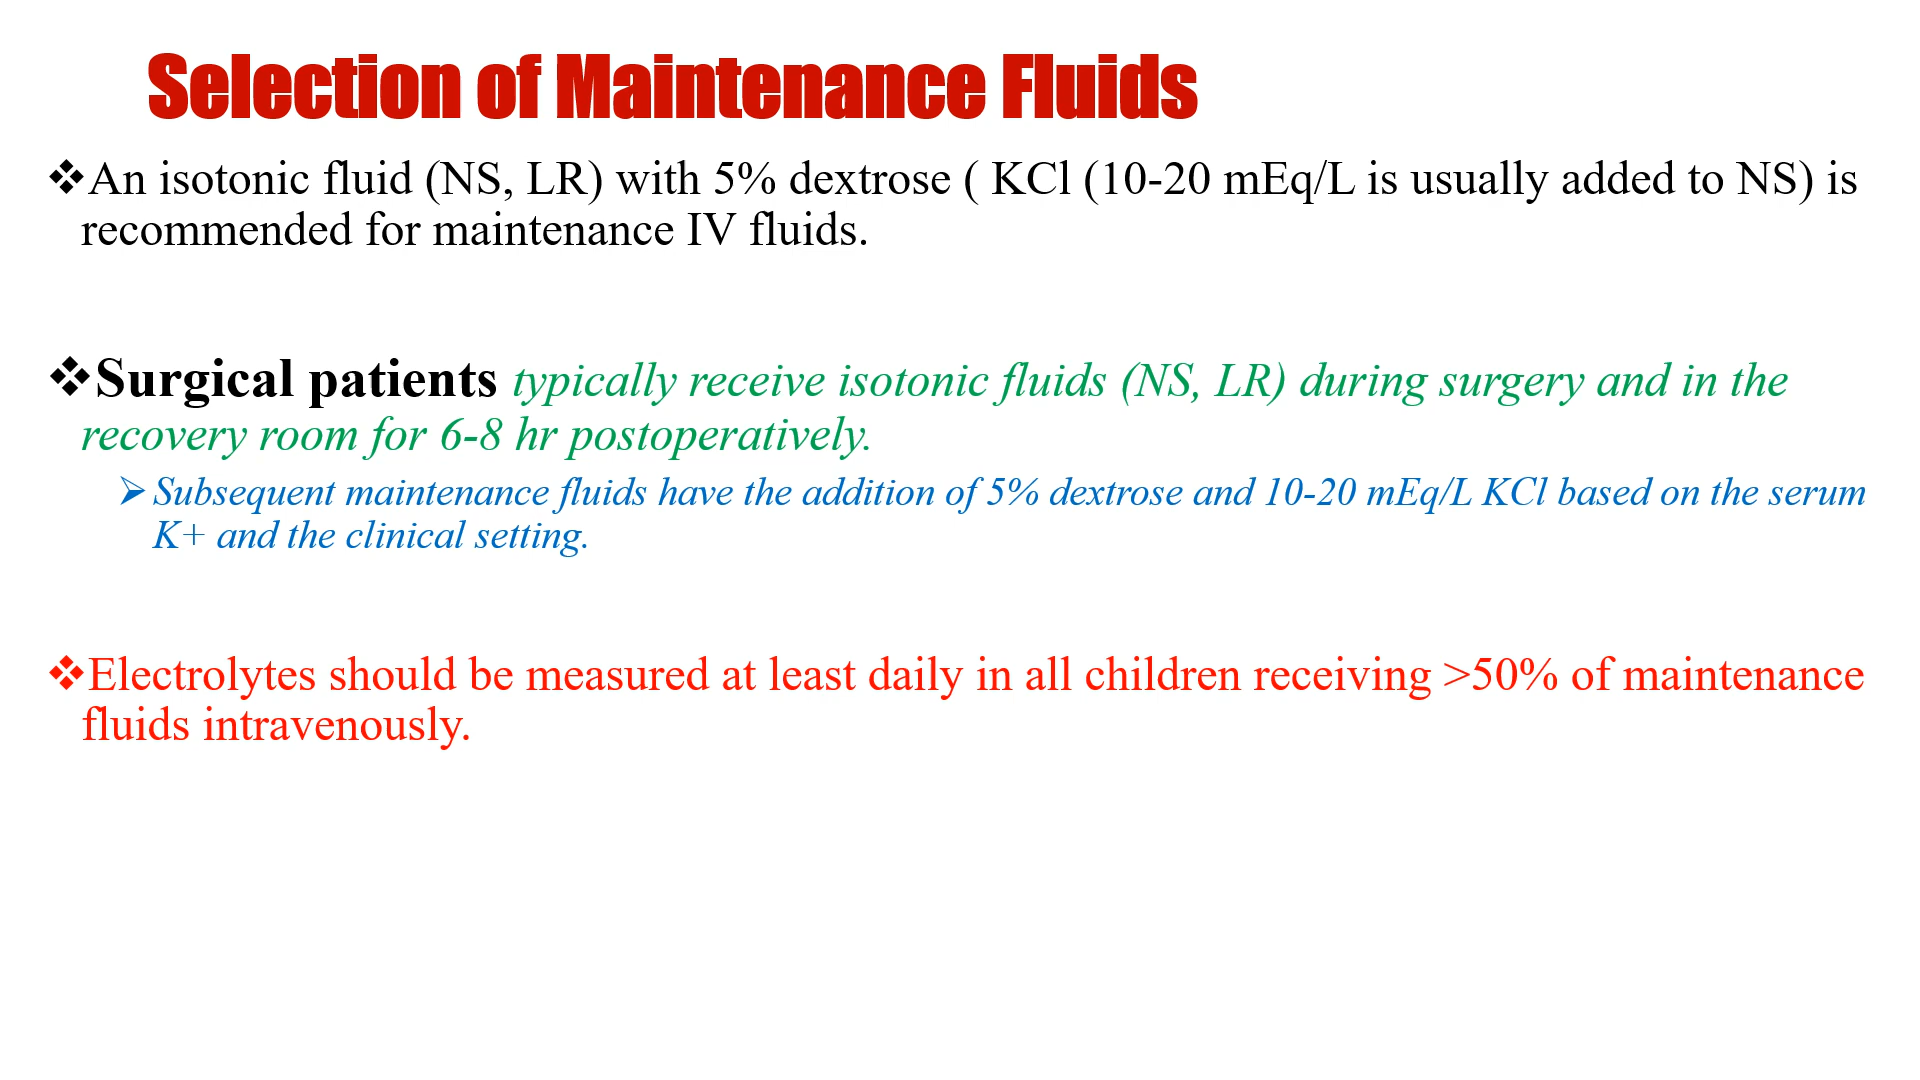 Selection of Maintenance Fluids
❖An isotonic fluid (NS, LR) with 5% dextrose ( KCl (10-20 mEq/L is usually added to NS) is
recommended for maintenance IV fluids.
❖Surgical patients typically receive isotonic fluids (NS, LR) during surgery and in the
recovery room for 6-8 hr postoperatively.
➢Subsequent maintenance fluids have the addition of 5% dextrose and 10-20 mEq/L KCl based on the serum
K+ and the clinical setting.
❖Electrolytes should be measured at least daily in all children receiving >50% of maintenance
fluids intravenously.